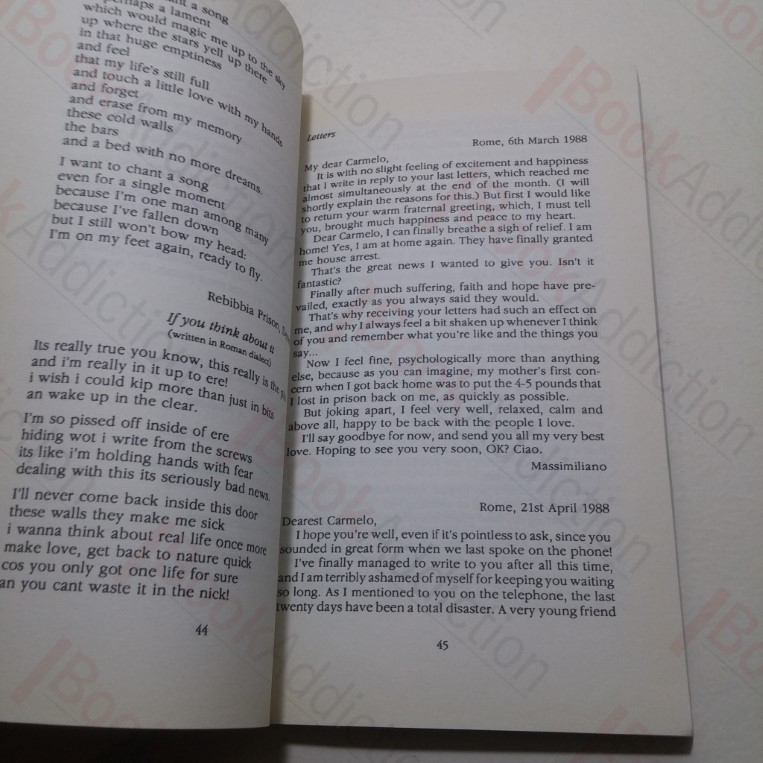 a song
perhaps a lament
which would magic me up to the sky
up where the stars yell up there
in that huge emptiness
and feel
that my life's still full
and touch a little love with my hands
and forget
and erase from my memory
these cold walls
the bars
and a bed with no more dreams.
I want to chant a song
even for a single moment
because I'm one man among many
because I've fallen down
but I still won't bow my head:
I'm on my feet again, ready to fly.
Rebibbia Prison,
If you think about it
(written in Roman dialect)
Its really true you know, this really is the
and i'm really in it up to ere!
i wish i could kip more than just in bits
an wake up in the clear.
I'm so pissed off inside of ere
hiding wot i write from the screws
its like i'm holding hands with fear
dealing with this its seriously bad news.
I'll never come back inside this door
these walls they make me sick
i wanna think about real life once more
make love, get back to nature quick
cos you only got one life for sure
an you cant waste it in the nick!
44
Letters
Rome, 6th March 1988
My dear Carmelo,
It is with no slight feeling of excitement and happiness
that I write in reply to your last letters, which reached me
almost simultaneously at the end of the month. (I will
shortly explain the reasons for this.) But first I would like
to return your warm fraternal greeting, which, I must tell
you, brought much happiness and peace to my heart.
Dear Carmelo, I can finally breathe a sigh of relief. I am
home! Yes, I am at home again. They have finally granted
me house arrest.
That's the great news I wanted to give you. Isn't it
fantastic?
Finally after much suffering, faith and hope have pre-
vailed, exactly as you always said they would.
That's why receiving your letters had such an effect on
me, and why I always feel a bit shaken up whenever I think
of you and remember what you're like and the things you
say...
Now I feel fine, psychologically more than anything
else, because as you can imagine, my mother's first con-
cern when I got back home was to put the 4-5 pounds that
I lost in prison back on me, as quickly as possible.
But joking apart, I feel very well, relaxed, calm and
above all, happy to be back with the people I love.
I'll say goodbye for now, and send you all my very best
love. Hoping to see you very soon, OK? Ciao.
Massimiliano
Rome, 21st April 1988
Dearest Carmelo,
I hope you're well, even if it's pointless to ask, since you
sounded in great form when we last spoke on the phone!
I've finally managed to write to you after all this time,
and I am terribly ashamed of myself for keeping you waiting
so long. As I mentioned to you on the telephone, the last
twenty days have been a total disaster. A very young friend
45
BookAddiction